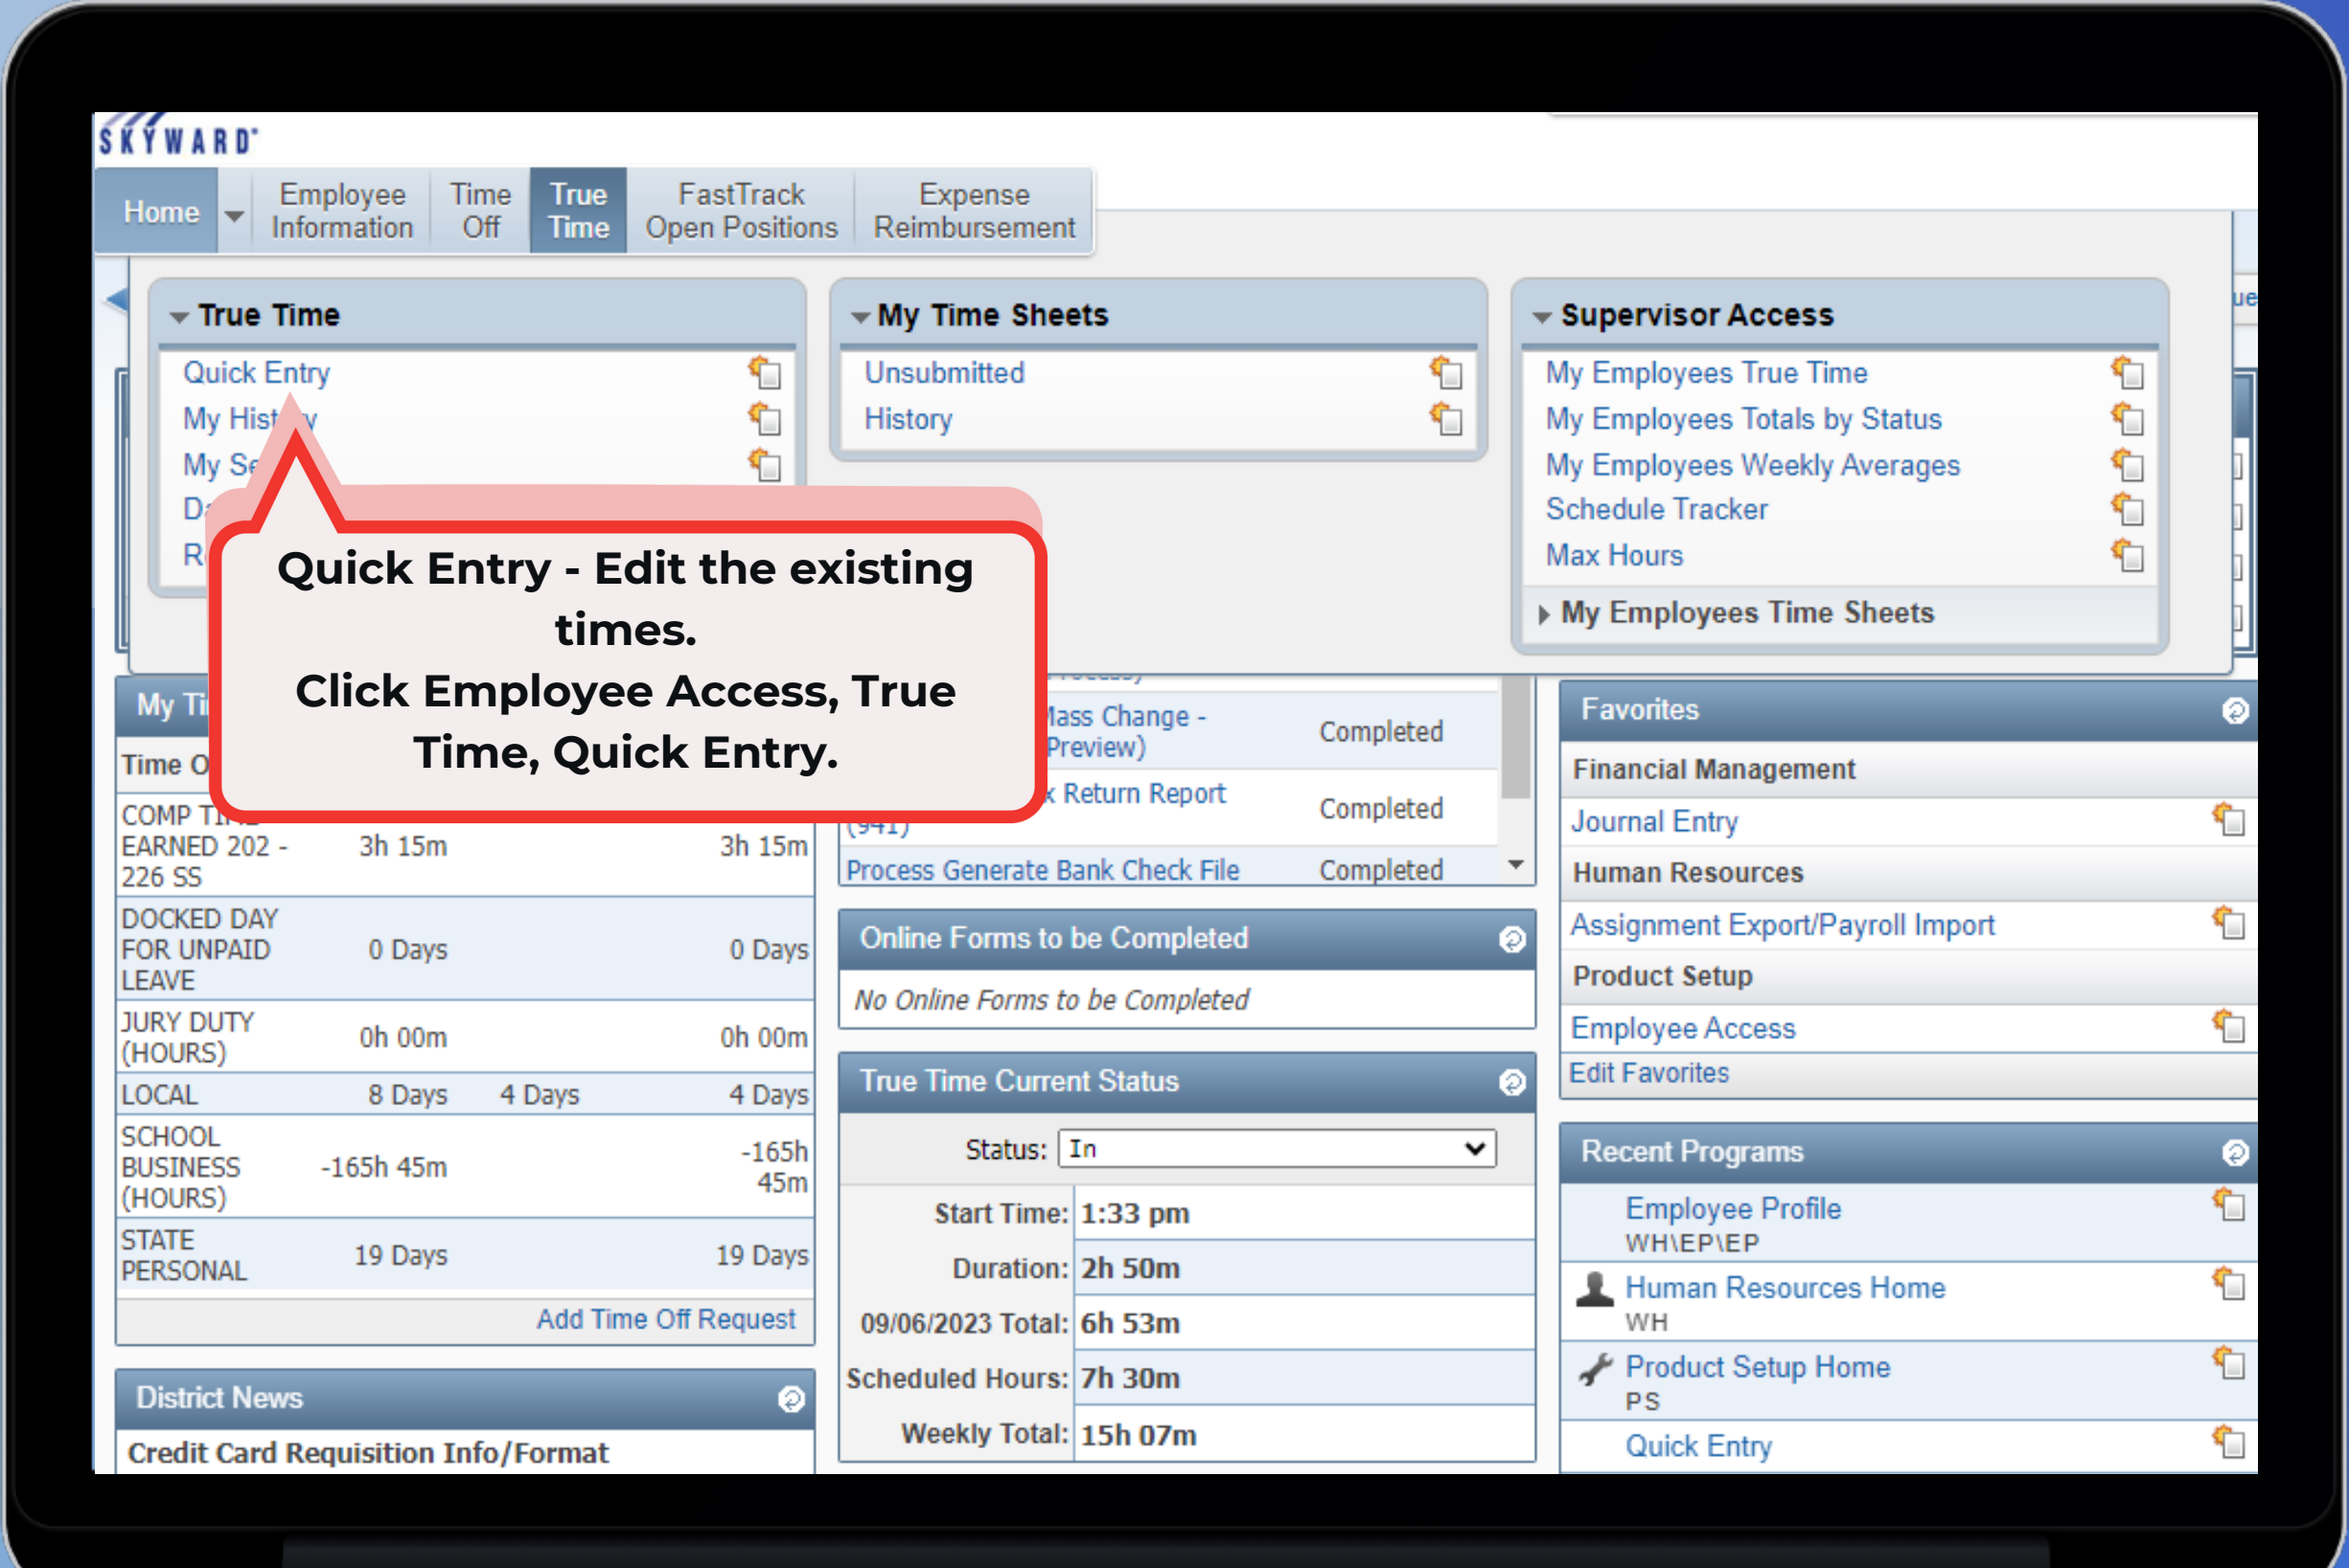 SKYWARD®
Home
Employee
Information
Time
Off
True
Time
FastTrack
Open Positions
Expense
Reimbursement
True Time
Quick Entry
My History
My Time Sheets
Unsubmitted
History
Supervisor Access
My Employees True Time
My Employees Totals by Status
My Employees Weekly Averages
Schedule Tracker
Max Hours
My Employees Time Sheets
Quick Entry - Edit the existing
times.
Click Employee Access, True
Time, Quick Entry.
My
COMP
EARNED 202 - 3h 15m 3h 15m
226 SS
DOCKED DAY
FOR UNPAID 0 Days 0 Days
LEAVE
JURY DUTY
(HOURS) 0h 00m 0h 00m
LOCAL 8 Days 4 Days 4 Days
SCHOOL
BUSINESS -165h 45m -165h
(HOURS) 45m
STATE
PERSONAL 19 Days 19 Days
Add Time Off Request
District News
Credit Card Requisition Info/Format
Mass Change -
Preview) Completed
Return Report
(941) Completed
Process Generate Bank Check File Completed
Online Forms to be Completed
No Online Forms to be Completed
True Time Current Status
Status: In
Start Time: 1:33 pm
Duration: 2h 50m
09/06/2023 Total: 6h 53m
Scheduled Hours: 7h 30m
Weekly Total: 15h 07m
Favorites
Financial Management
Journal Entry
Human Resources
Assignment Export/Payroll Import
Product Setup
Employee Access
Edit Favorites
Recent Programs
Employee Profile
WH\EP\EP
Human Resources Home
WH
Product Setup Home
PS
Quick Entry